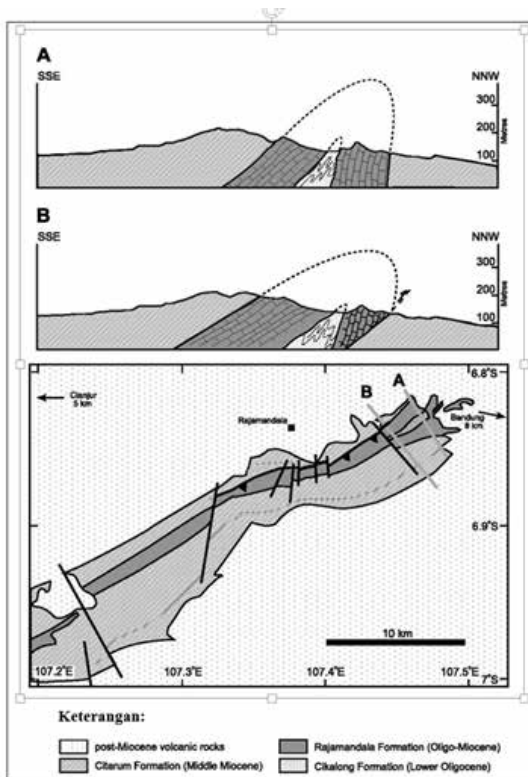 A
SSE
NNW
300
200
100
Metres
B
SSE
NNW
300
200
100
Metres
Cianjur
5 km
Rajamandala
B
A
Bandung
8 km
6.8°S
6.9°S
10 km
107.2°E
107.3°E
107.4°E
107.5°E
7°S
Keterangan:
post-Miocene volcanic rocks
Rajamandala Formation (Oligo-Miocene)
Citarum Formation (Middle Miocene)
Cikalong Formation (Lower Oligocene)